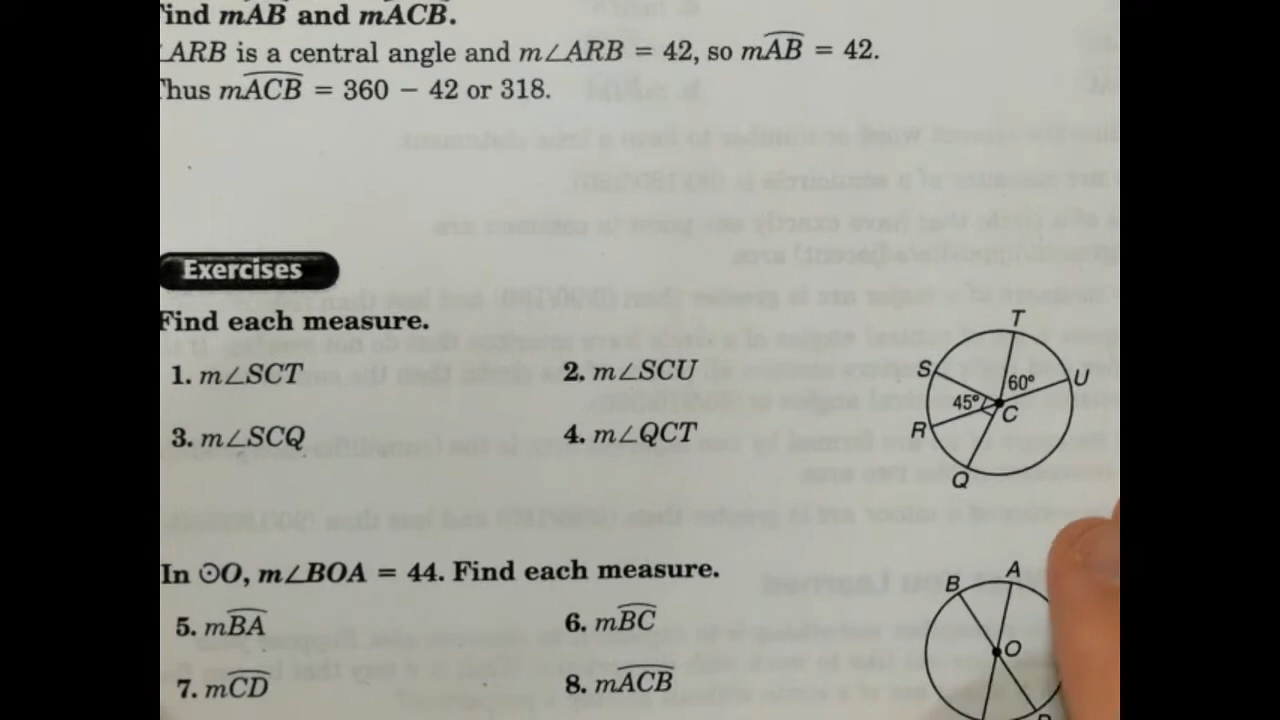 Find mAB and mACB.
∠ARB is a central angle and m∠ARB = 42, so mAB = 42.
Thus mACB = 360 − 42 or 318.
Exercises
Find each measure.
1. m∠SCT
2. m∠SCU
3. m∠SCQ
4. m∠QCT
T
S
U
60°
45°
C
R
Q
In ⊙O, m∠BOA = 44. Find each measure.
5. mBA
6. mBC
7. mCD
8. mACB
B
A
O